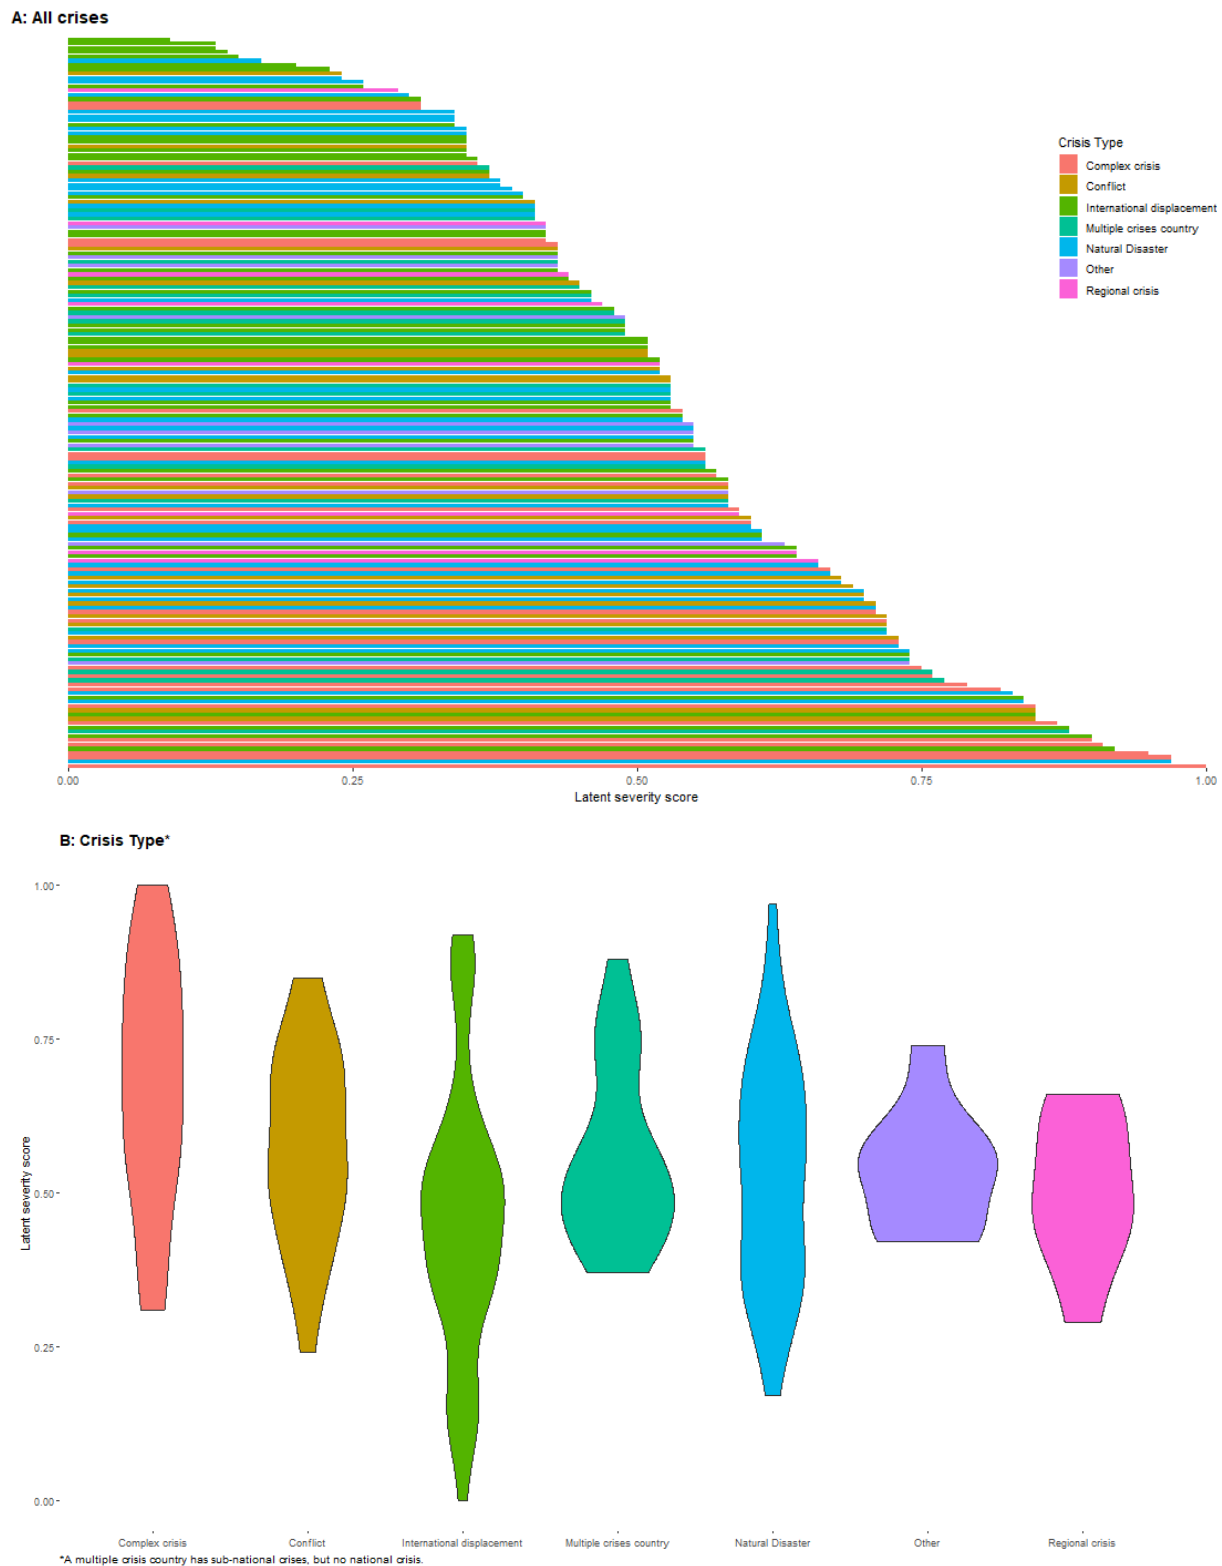 A: All crises
Crisis Type
Complex crisis
Conflict
International displacement
Multiple crises country
Natural Disaster
Other
Regional crisis
0.00 0.25 0.50 0.75 1.00
Latent severity score
B: Crisis Type*
1.00
0.75
0.50
0.25
0.00
Latent severity score
Complex crisis Conflict International displacement Multiple crises country Natural Disaster Other Regional crisis
*A multiple crisis country has sub-national crises, but no national crisis.